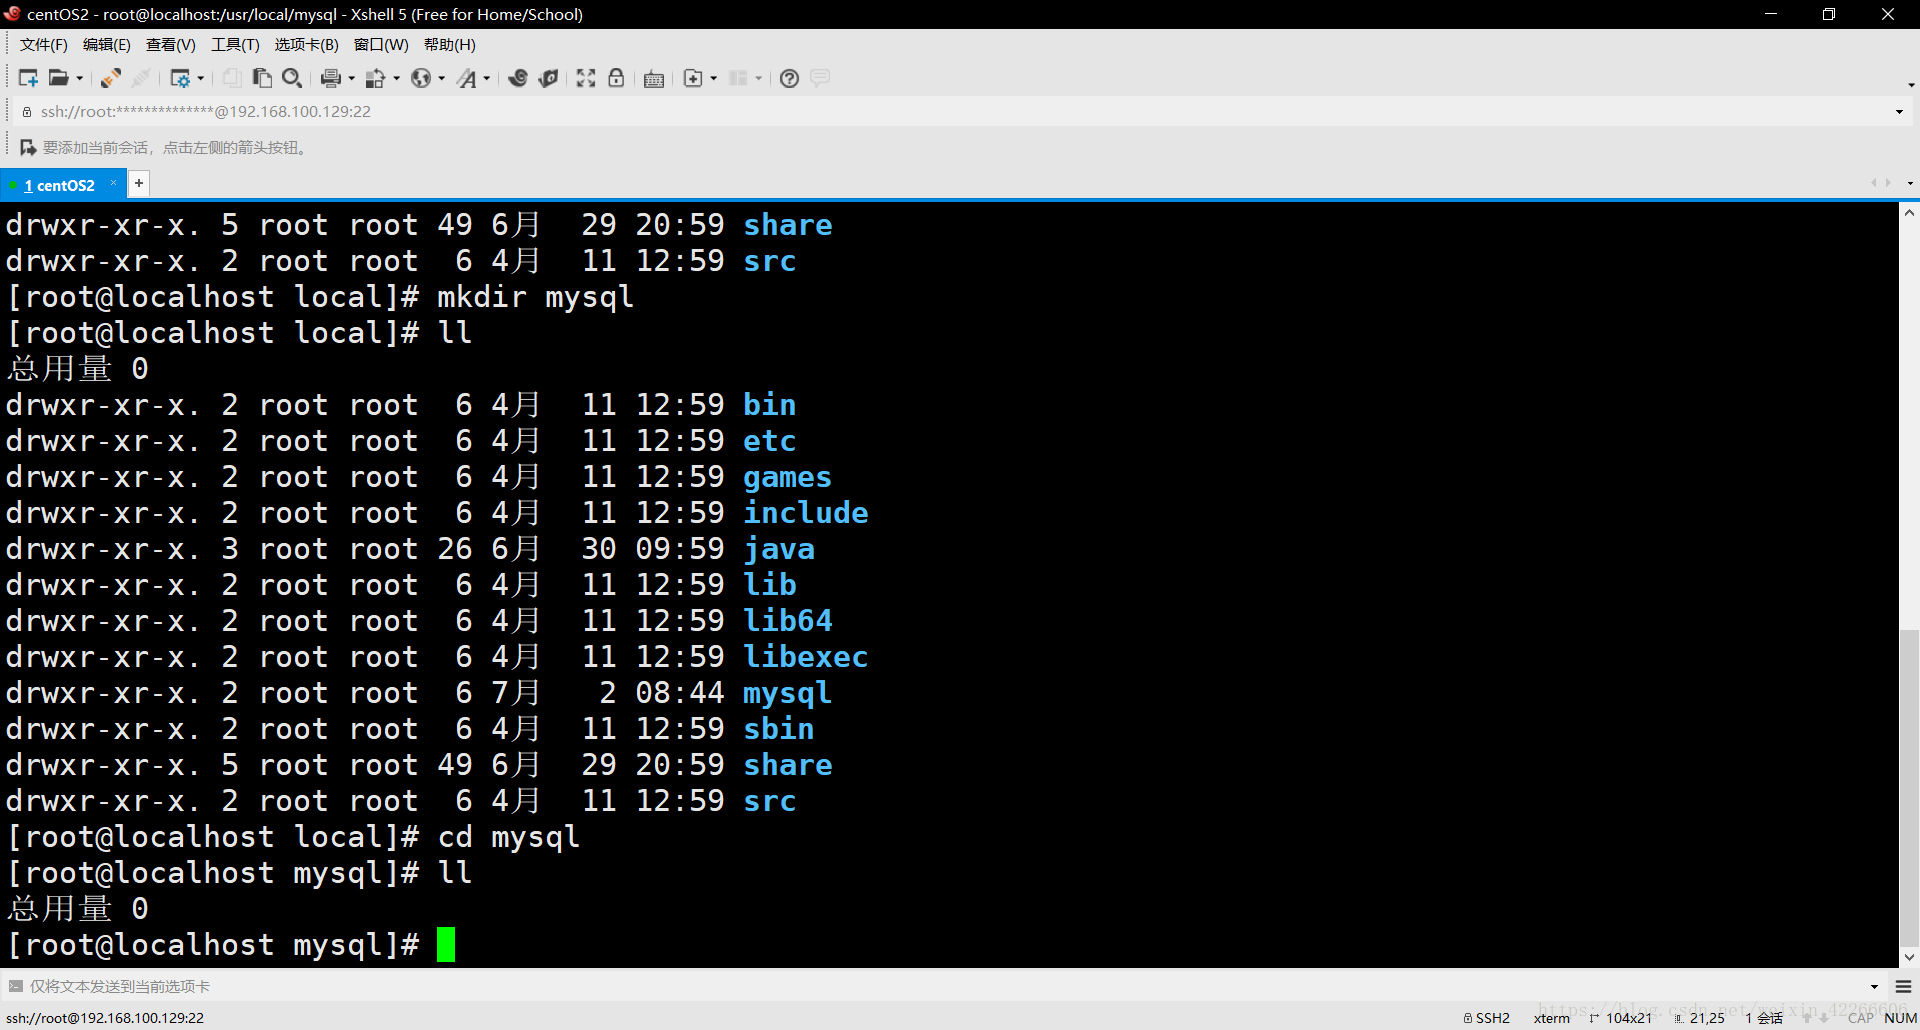 centOS2 - root@localhost:/usr/local/mysql - Xshell 5 (Free for Home/School)
文件(F) 编辑(E) 查看(V) 工具(T) 选项卡(B) 窗口(W) 帮助(H)
ssh://root:**************@192.168.100.129:22
要添加当前会话，点击左侧的箭头按钮。
1 centOS2 × +
drwxr-xr-x. 5 root root 49 6月  29 20:59 share
drwxr-xr-x. 2 root root  6 4月  11 12:59 src
[root@localhost local]# mkdir mysql
[root@localhost local]# ll
总用量 0
drwxr-xr-x. 2 root root  6 4月  11 12:59 bin
drwxr-xr-x. 2 root root  6 4月  11 12:59 etc
drwxr-xr-x. 2 root root  6 4月  11 12:59 games
drwxr-xr-x. 2 root root  6 4月  11 12:59 include
drwxr-xr-x. 3 root root 26 6月  30 09:59 java
drwxr-xr-x. 2 root root  6 4月  11 12:59 lib
drwxr-xr-x. 2 root root  6 4月  11 12:59 lib64
drwxr-xr-x. 2 root root  6 4月  11 12:59 libexec
drwxr-xr-x. 2 root root  6 7月   2 08:44 mysql
drwxr-xr-x. 2 root root  6 4月  11 12:59 sbin
drwxr-xr-x. 5 root root 49 6月  29 20:59 share
drwxr-xr-x. 2 root root  6 4月  11 12:59 src
[root@localhost local]# cd mysql
[root@localhost mysql]# ll
总用量 0
[root@localhost mysql]#
仅将文本发送到当前选项卡
https://blog.csdn.net/weixin_42266606
ssh://root@192.168.100.129:22 SSH2 xterm 104x21 21,25 1 会话 CAP NUM